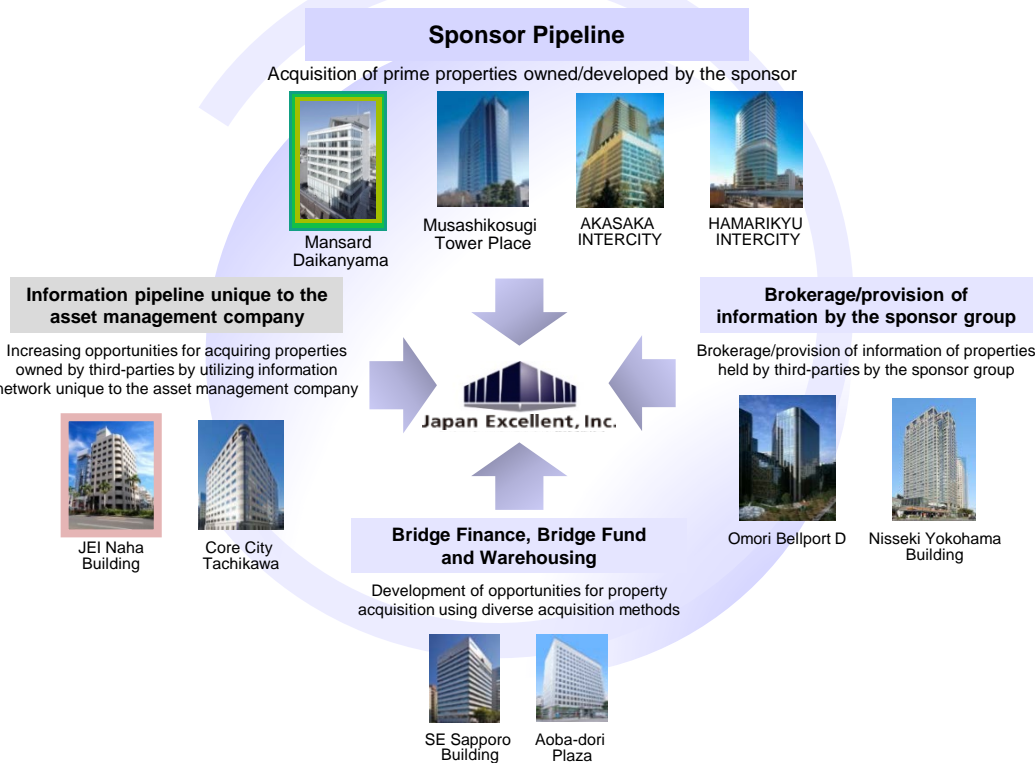 Sponsor Pipeline
Acquisition of prime properties owned/developed by the sponsor
Mansard
Daikanyama
Musashikosugi
Tower Place
AKASAKA
INTERCITY
HAMARIKYU
INTERCITY
Information pipeline unique to the
asset management company
Increasing opportunities for acquiring properties
owned by third-parties by utilizing information
network unique to the asset management company
JEI Naha
Building
Core City
Tachikawa
Japan Excellent, Inc.
Brokerage/provision of
information by the sponsor group
Brokerage/provision of information of properties
held by third-parties by the sponsor group
Omori Bellport D
Nisseki Yokohama
Building
Bridge Finance, Bridge Fund
and Warehousing
Development of opportunities for property
acquisition using diverse acquisition methods
SE Sapporo
Building
Aoba-dori
Plaza